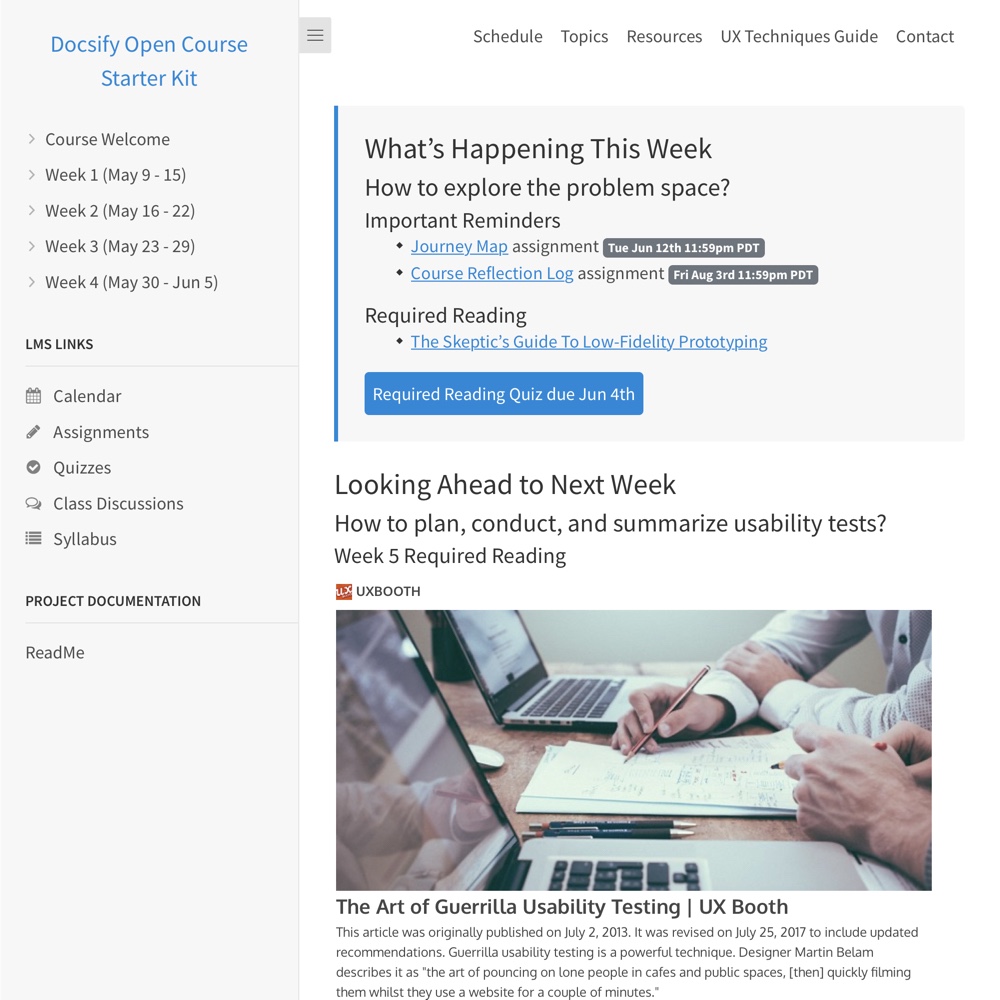 Docsify Open Course
Starter Kit
Course Welcome
Week 1 (May 9 - 15)
Week 2 (May 16 - 22)
Week 3 (May 23 - 29)
Week 4 (May 30 - Jun 5)
LMS LINKS
Calendar
Assignments
Quizzes
Class Discussions
Syllabus
PROJECT DOCUMENTATION
ReadMe
Schedule Topics Resources UX Techniques Guide Contact
What’s Happening This Week
How to explore the problem space?
Important Reminders
Journey Map assignment Tue Jun 12th 11:59pm PDT
Course Reflection Log assignment Fri Aug 3rd 11:59pm PDT
Required Reading
The Skeptic’s Guide To Low-Fidelity Prototyping
Required Reading Quiz due Jun 4th
Looking Ahead to Next Week
How to plan, conduct, and summarize usability tests?
Week 5 Required Reading
ux UXBOOTH
The Art of Guerrilla Usability Testing | UX Booth
This article was originally published on July 2, 2013. It was revised on July 25, 2017 to include updated
recommendations. Guerrilla usability testing is a powerful technique. Designer Martin Belam
describes it as "the art of pouncing on lone people in cafes and public spaces, [then] quickly filming
them whilst they use a website for a couple of minutes."